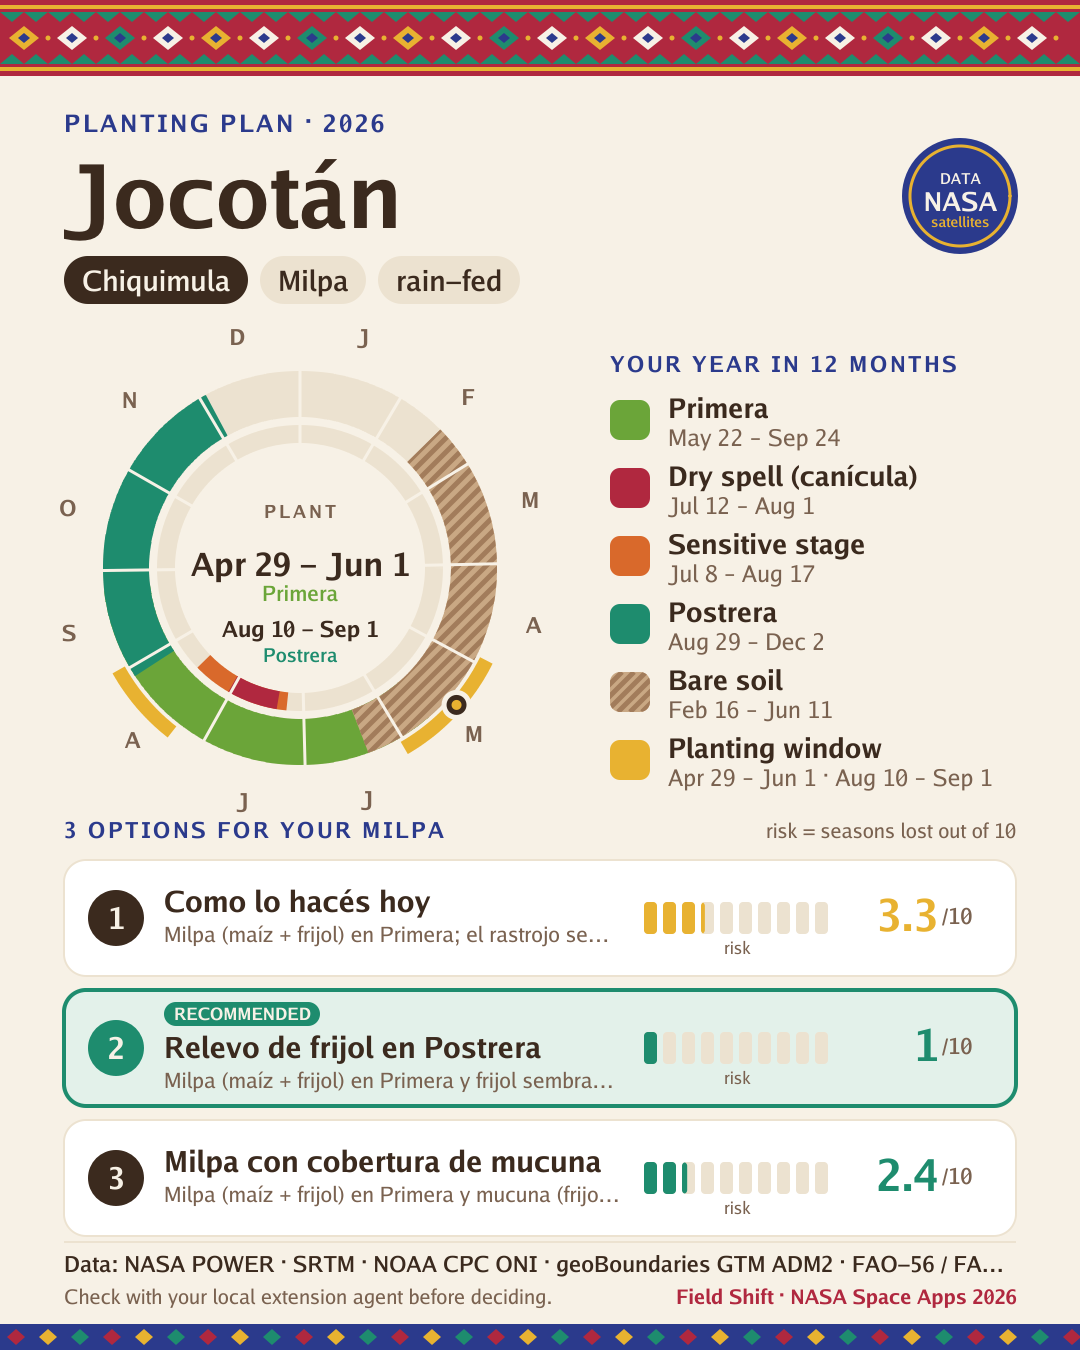 PLANTING PLAN · 2026
Jocotán
DATA
NASA
satellites
Chiquimula
Milpa
rain–fed
D
J
N
F
O
M
S
A
A
M
J
J
PLANT
Apr 29 – Jun 1
Primera
Aug 10 – Sep 1
Postrera
YOUR YEAR IN 12 MONTHS
Primera
May 22 – Sep 24
Dry spell (canícula)
Jul 12 – Aug 1
Sensitive stage
Jul 8 – Aug 17
Postrera
Aug 29 – Dec 2
Bare soil
Feb 16 – Jun 11
Planting window
Apr 29 – Jun 1 · Aug 10 – Sep 1
3 OPTIONS FOR YOUR MILPA
risk = seasons lost out of 10
1
Como lo hacés hoy
Milpa (maíz + frijol) en Primera; el rastrojo se…
risk
3.3/10
RECOMMENDED
2
Relevo de frijol en Postrera
Milpa (maíz + frijol) en Primera y frijol sembra…
risk
1/10
3
Milpa con cobertura de mucuna
Milpa (maíz + frijol) en Primera y mucuna (frijo…
risk
2.4/10
Data: NASA POWER · SRTM · NOAA CPC ONI · geoBoundaries GTM ADM2 · FAO–56 / FA…
Check with your local extension agent before deciding.
Field Shift · NASA Space Apps 2026